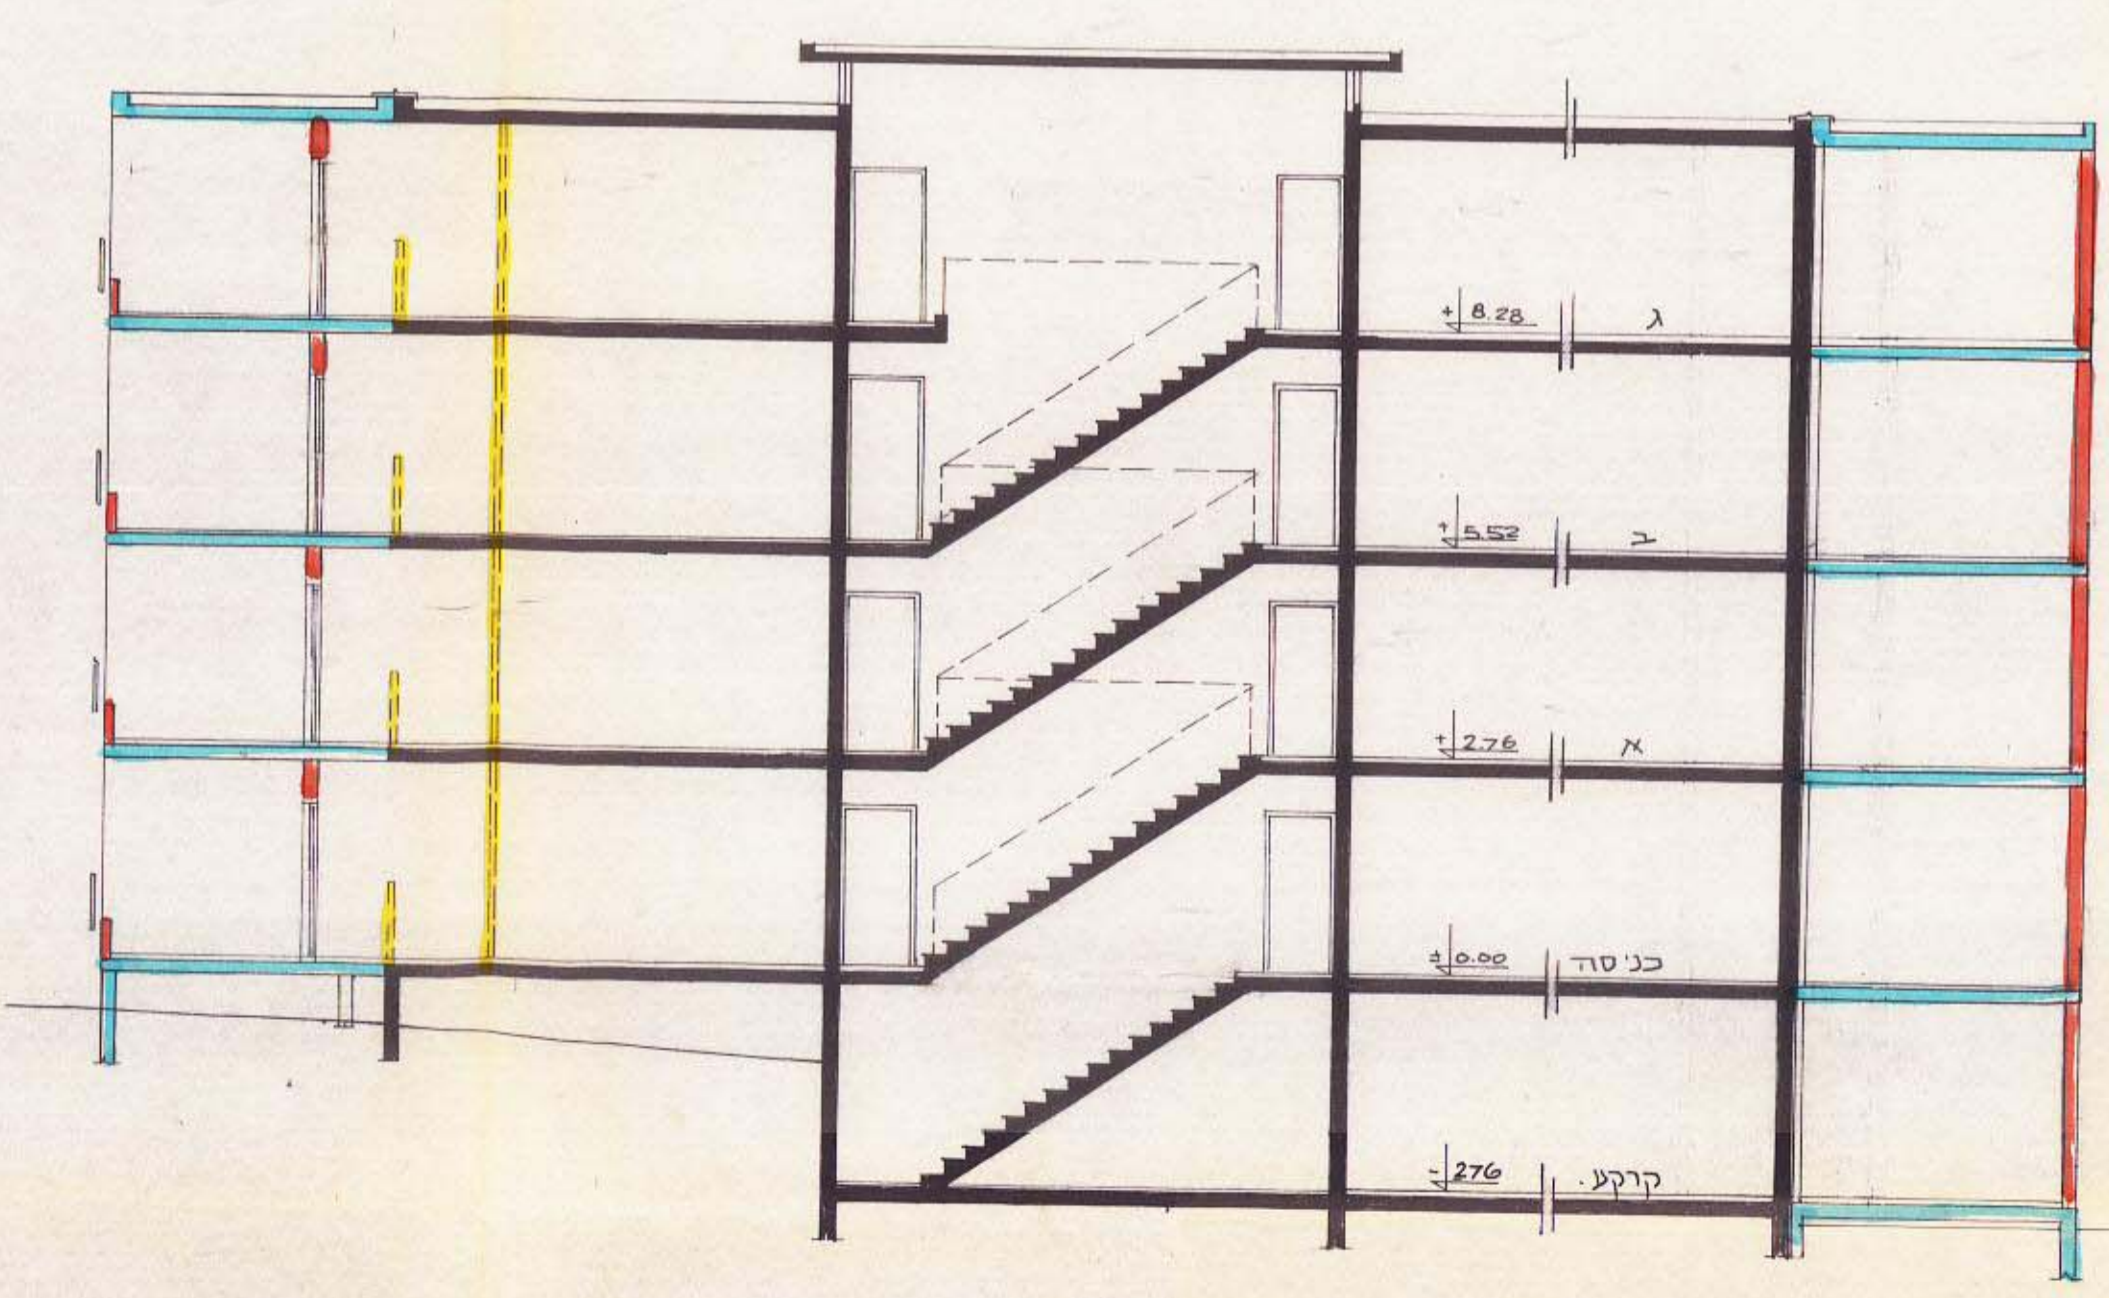 +8.28 ג
+5.52 ב
+2.76 א
±0.00 כניסה
-276 קרקע.